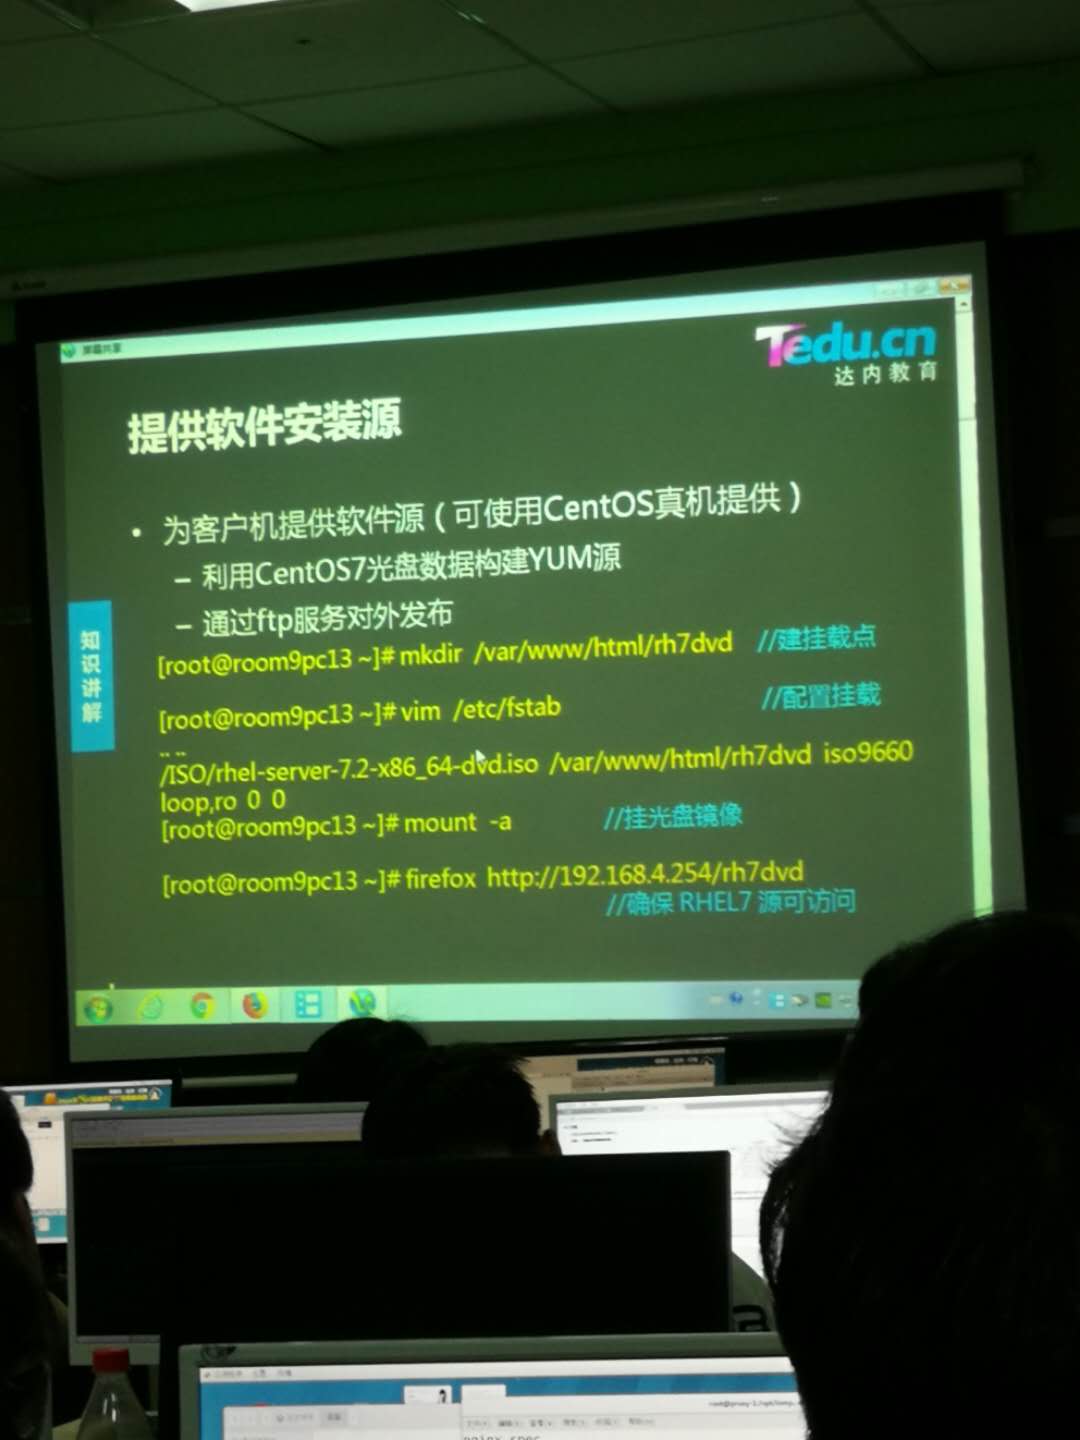 屏幕共享
Tedu.cn
达内教育
提供软件安装源
• 为客户机提供软件源（可使用CentOS真机提供）
– 利用CentOS7光盘数据构建YUM源
– 通过ftp服务对外发布
知识讲解
[root@room9pc13 ~]# mkdir /var/www/html/rh7dvd //建挂载点
[root@room9pc13 ~]# vim /etc/fstab //配置挂载
.. ..
/ISO/rhel-server-7.2-x86_64-dvd.iso /var/www/html/rh7dvd iso9660
loop,ro 0 0
[root@room9pc13 ~]# mount -a //挂光盘镜像
[root@room9pc13 ~]# firefox http://192.168.4.254/rh7dvd
//确保 RHEL7 源可访问